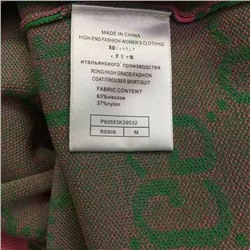 MADE IN CHINA
HIGH-END FASHION WOMEN'S CLOTHING
イタリア製
итальянского производства
RONG/HIGH GRADE/FASHION
COAT/TROUSER SKIRT/SUIT
FABRIC CONTENT:
63%viscose
37%nylon
P60583K39032
R8808 M